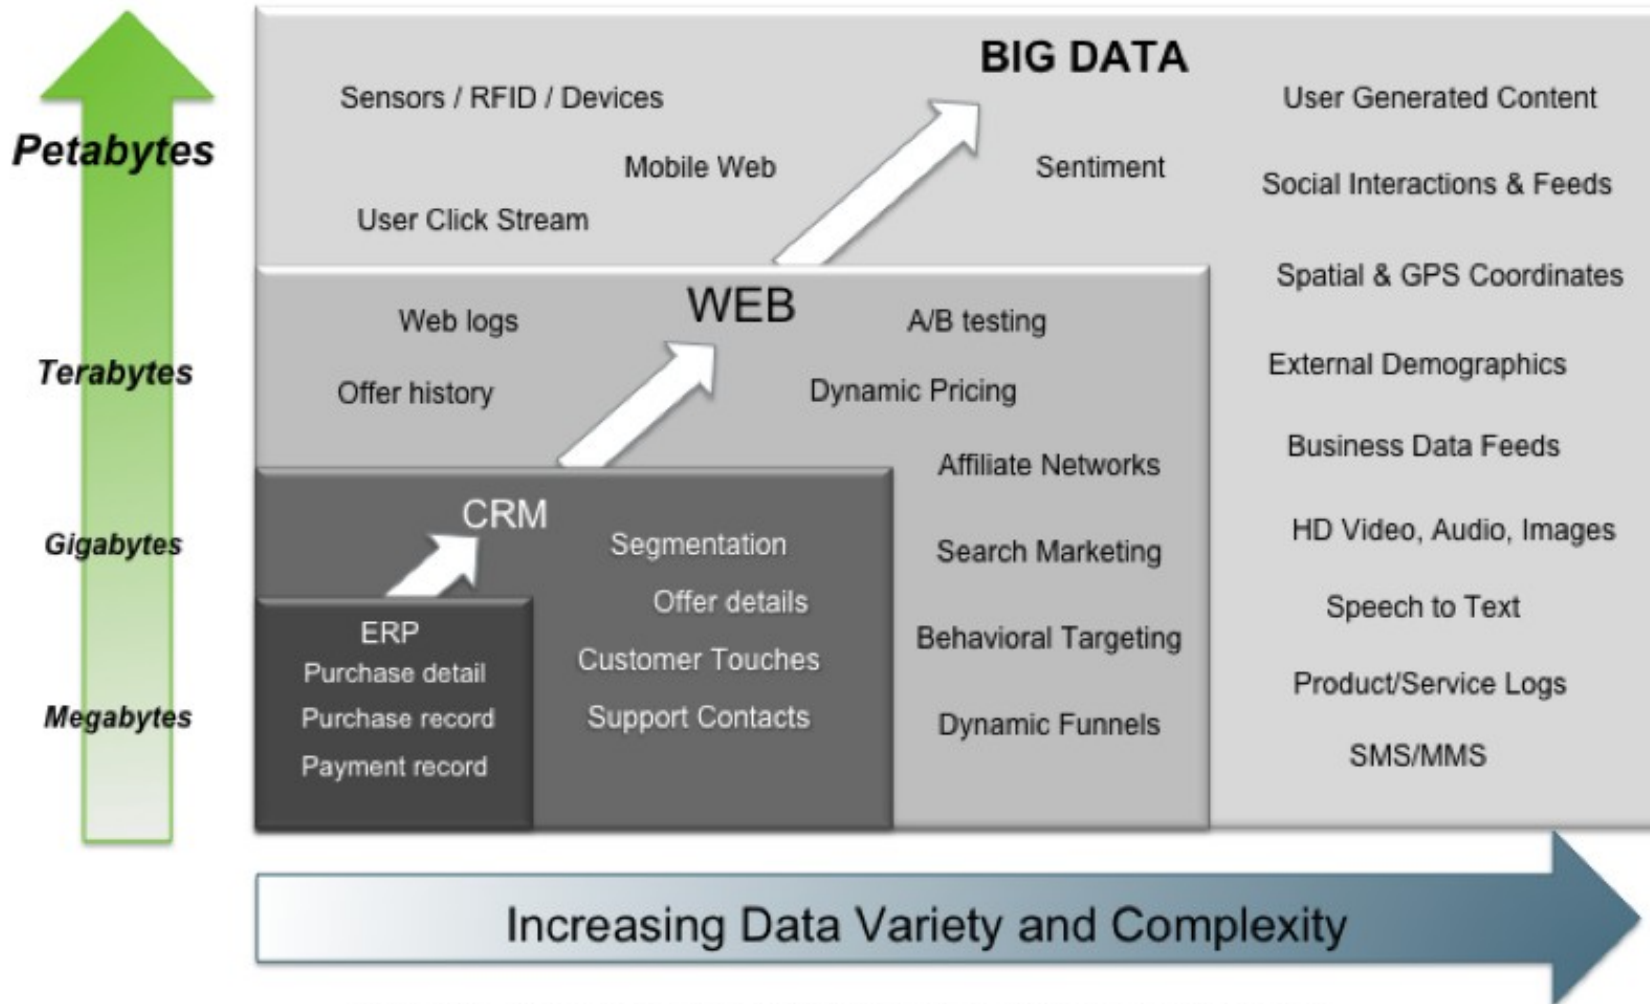 BIG DATA
Sensors / RFID / Devices
User Generated Content
Petabytes
Mobile Web
Sentiment
Social Interactions & Feeds
User Click Stream
Spatial & GPS Coordinates
WEB
Web logs
A/B testing
Terabytes
External Demographics
Offer history
Dynamic Pricing
Business Data Feeds
Affiliate Networks
CRM
HD Video, Audio, Images
Gigabytes
Segmentation
Search Marketing
Offer details
Speech to Text
ERP
Behavioral Targeting
Customer Touches
Purchase detail
Product/Service Logs
Megabytes
Purchase record
Support Contacts
Dynamic Funnels
SMS/MMS
Payment record
Increasing Data Variety and Complexity